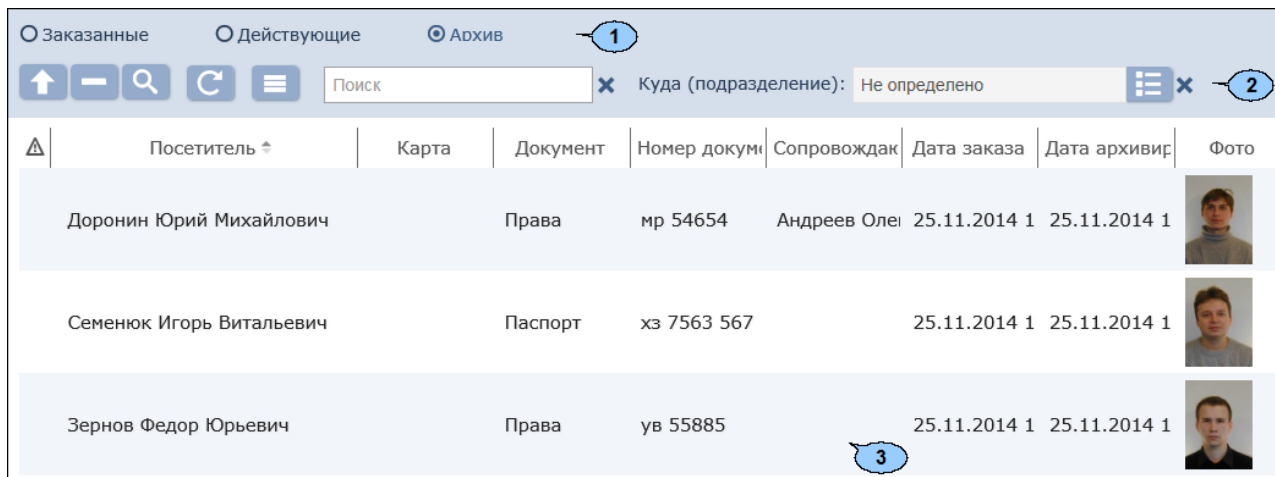 Заказанные Действующие Архив 1
Поиск Куда (подразделение): Не определено 2
Посетитель Карта Документ Номер докум Сопровождак Дата заказа Дата архивир Фото
Доронин Юрий Михайлович Права мр 54654 Андреев Олег 25.11.2014 1 25.11.2014 1
Семенюк Игорь Витальевич Паспорт хз 7563 567 25.11.2014 1 25.11.2014 1
Зернов Федор Юрьевич Права ув 55885 25.11.2014 1 25.11.2014 1
3